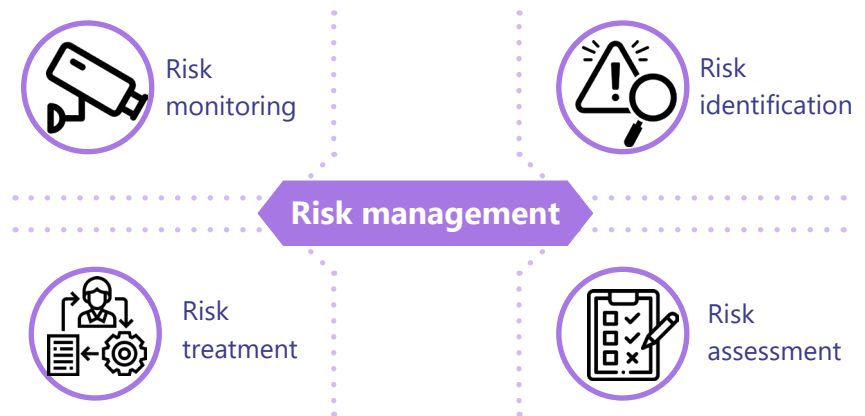 Risk
monitoring
Risk
identification
Risk management
Risk
treatment
Risk
assessment